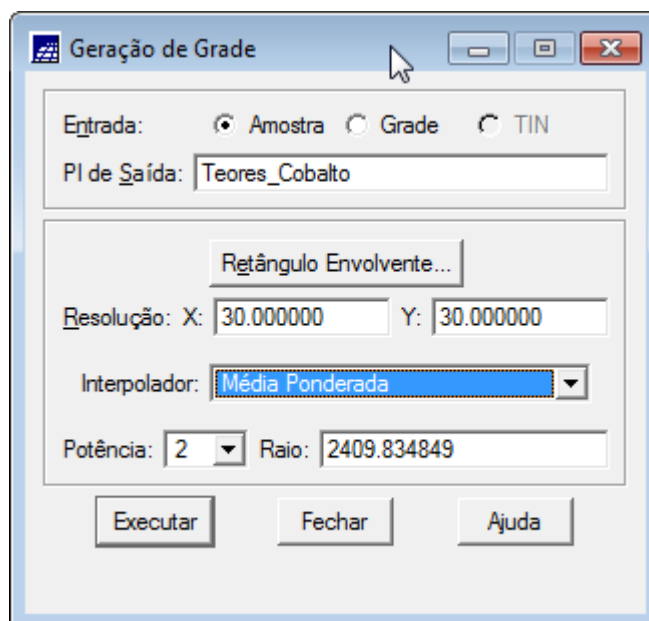 Geração de Grade
Entrada: Amostra Grade TIN
PI de Saída: Teores_Cobalto
Retângulo Envolvente...
Resolução: X: 30.000000 Y: 30.000000
Interpolador: Média Ponderada
Potência: 2 Raio: 2409.834849
Executar Fechar Ajuda